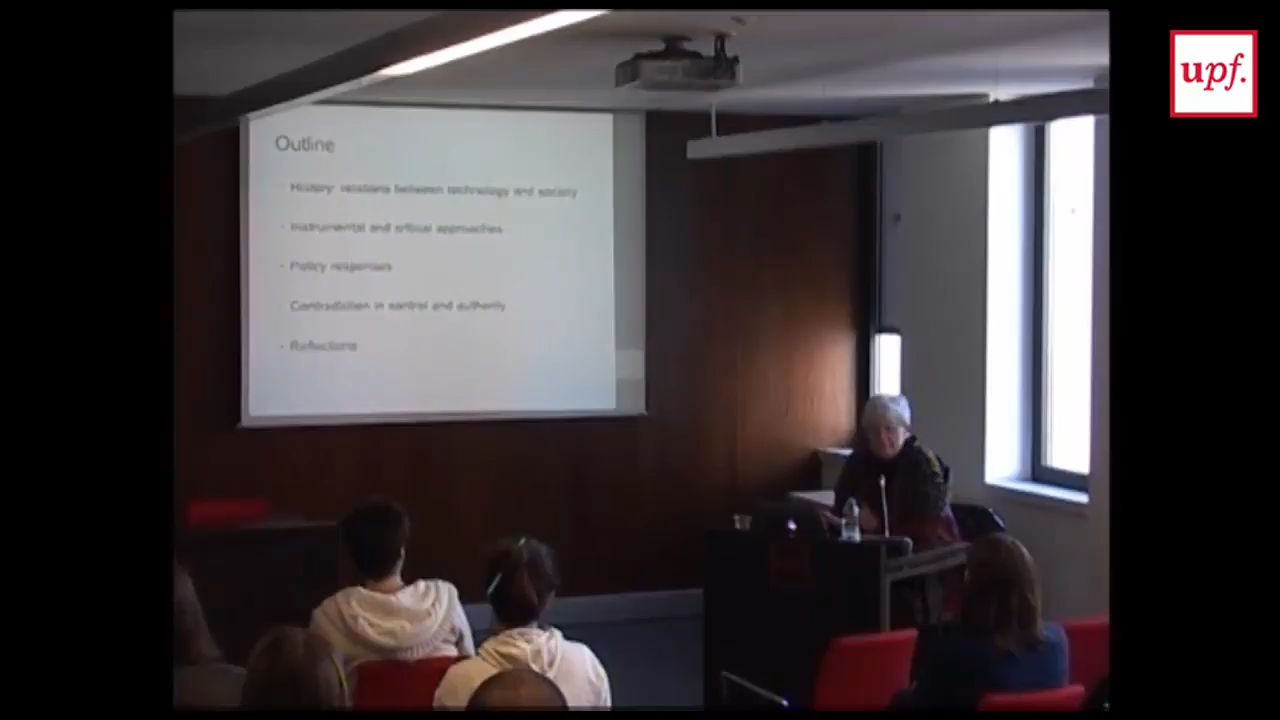 upf.
Outline
History: relations between technology and society
- Instrumental and critical approaches
- Policy responses
Contradiction in control and authority
- Reflections